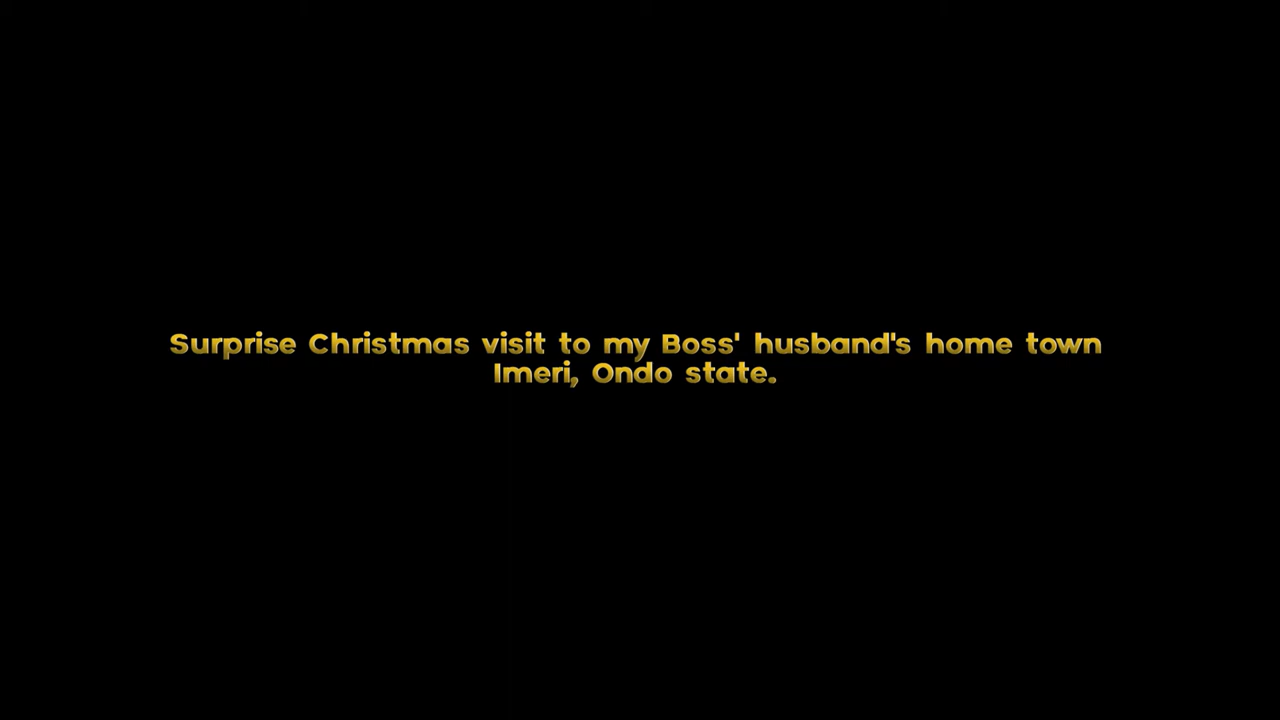 Surprise Christmas visit to my Boss' husband's home town
Imeri, Ondo state.